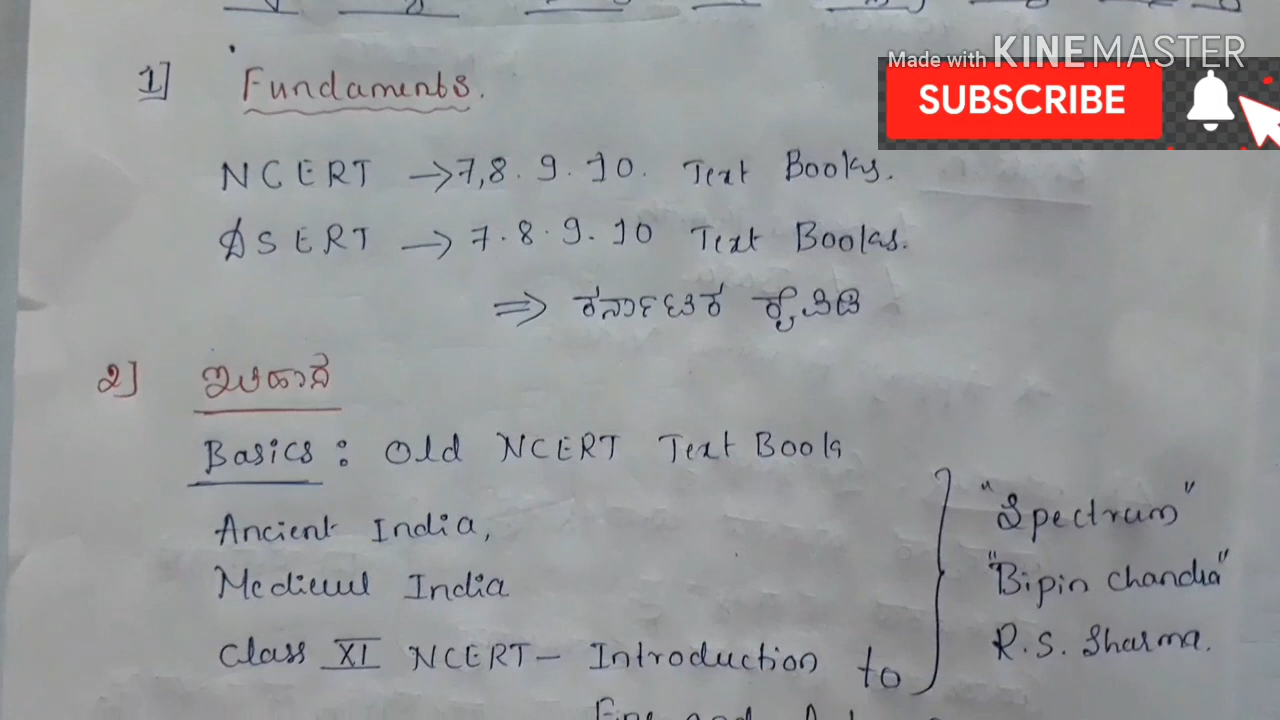 Made with KINEMASTER
SUBSCRIBE
1] Fundaments.
NCERT → 7,8. 9. 10. Text Books.
DSERT → 7. 8. 9. 10 Text Books.
⇒ ಕರ್ನಾಟಕ ಕೈಪಿಡಿ
2] ಇತಿಹಾಸ
Basics : Old NCERT Text Book
Ancient India,
Medieval India
Class XI NCERT – Introduction to
"Spectrum"
"Bipin Chandra"
R. S. Sharma.